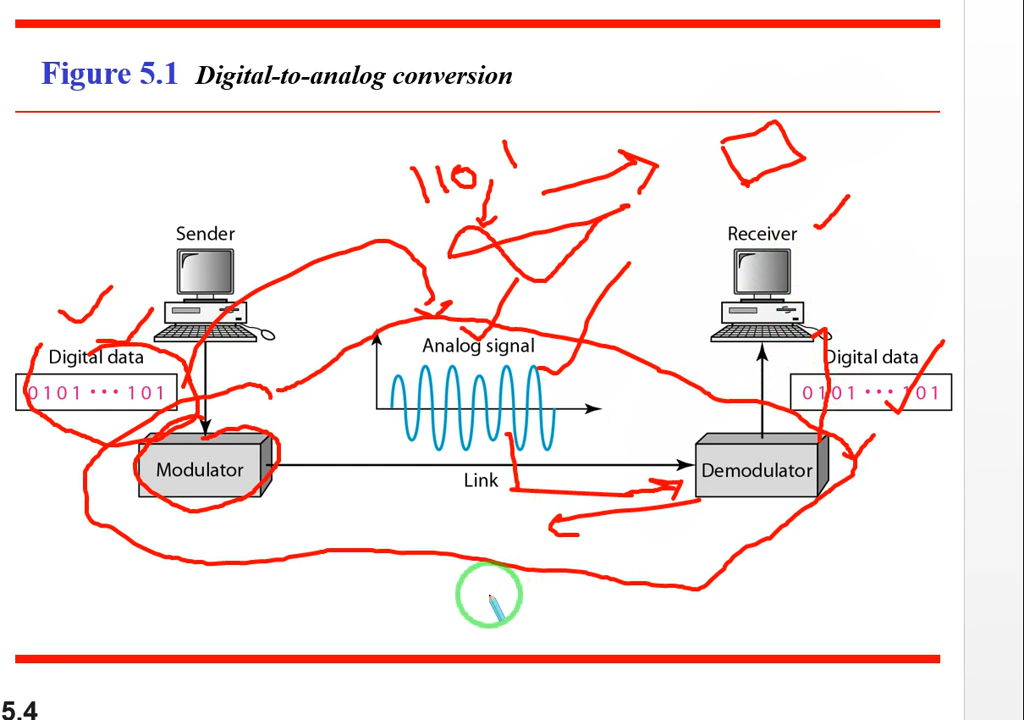 Figure 5.1 Digital-to-analog conversion
1101
Sender
Receiver
Digital data
Analog signal
Digital data
0101 ··· 101
0101 ··· 101
Modulator
Link
Demodulator
5.4